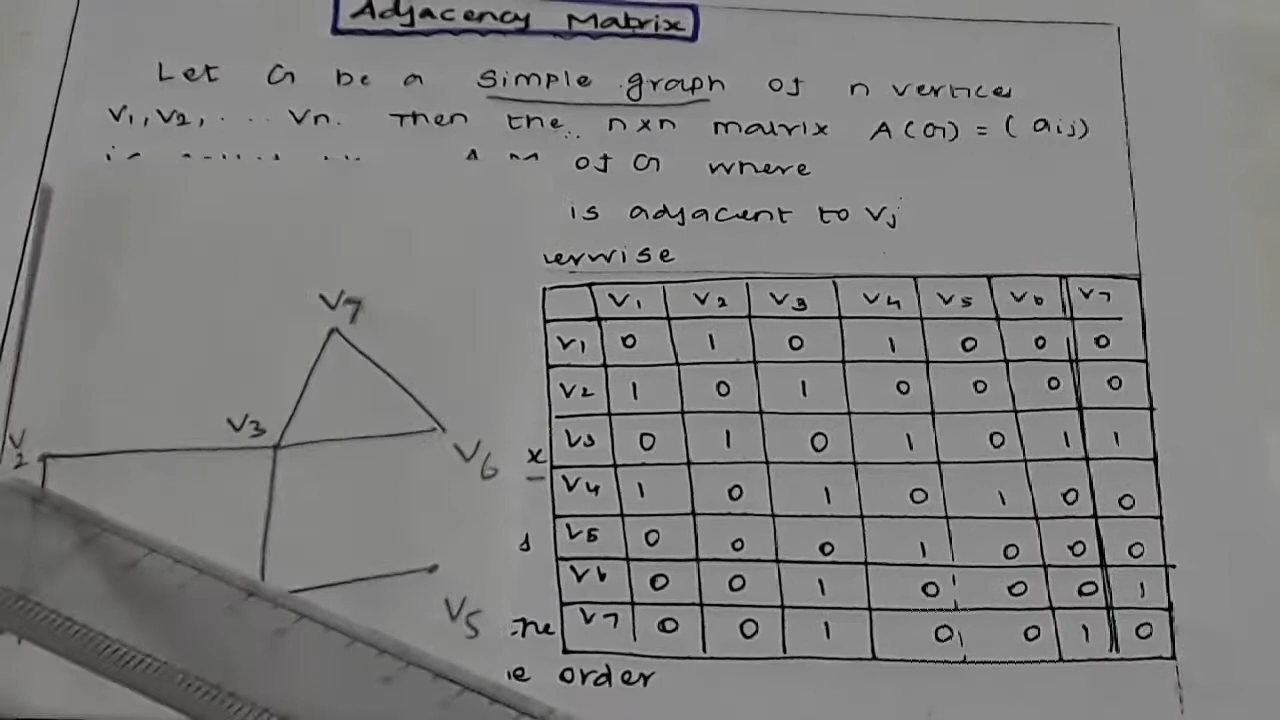 Adjacency Matrix
Let G be a simple graph of n vertice
V1, V2, ... Vn. Then the n×n matrix A(G) = (aij)
of G where
is adjacent to Vj
erwise
V1 V2 V3 V4 V5 V6 V7
V1 0 1 0 1 0 0 0
V2 1 0 1 0 0 0 0
V3 0 1 0 1 0 1 1
V4 1 0 1 0 1 0 0
V5 0 0 0 1 0 0 0
V6 0 0 1 0 0 0 1
V7 0 0 1 0 0 1 0
order
V7
V3
V2
V6
V5
x